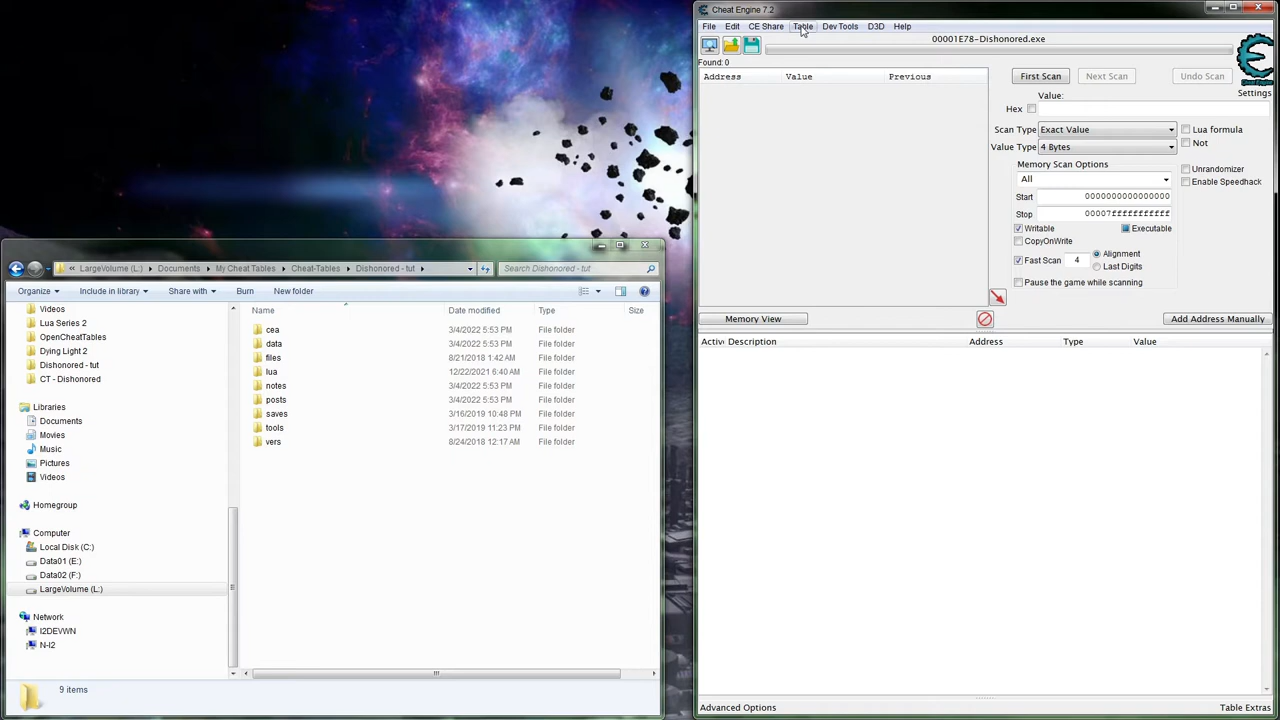 Cheat Engine 7.2
File Edit CE Share Table Dev Tools D3D Help
00001E78-Dishonored.exe
Found: 0
Address Value Previous
First Scan Next Scan Undo Scan
Settings
Value:
Hex
Scan Type Exact Value
Value Type 4 Bytes
Lua formula
Not
Memory Scan Options
All
Unrandomizer
Enable Speedhack
Start 0000000000000000
Stop 00007fffffffffff
Writable Executable
CopyOnWrite
Fast Scan 4 Alignment
Last Digits
Pause the game while scanning
Memory View Add Address Manually
Active Description Address Type Value
Advanced Options Table Extras
« LargeVolume (L:) Documents My Cheat Tables Cheat-Tables Dishonored - tut
Search Dishonored - tut
Organize Include in library Share with Burn New folder
Name Date modified Type Size
Videos
Lua Series 2
OpenCheatTables
Dying Light 2
Dishonored - tut
CT - Dishonored
Libraries
Documents
Movies
Music
Pictures
Videos
Homegroup
Computer
Local Disk (C:)
Data01 (E:)
Data02 (F:)
LargeVolume (L:)
Network
I2DEVWN
N-I2
cea 3/4/2022 5:53 PM File folder
data 3/4/2022 5:53 PM File folder
files 8/21/2018 1:42 AM File folder
lua 12/22/2021 6:40 AM File folder
notes 3/4/2022 5:53 PM File folder
posts 3/4/2022 5:53 PM File folder
saves 3/16/2019 10:48 PM File folder
tools 3/17/2019 11:23 PM File folder
vers 8/24/2018 12:17 AM File folder
9 items